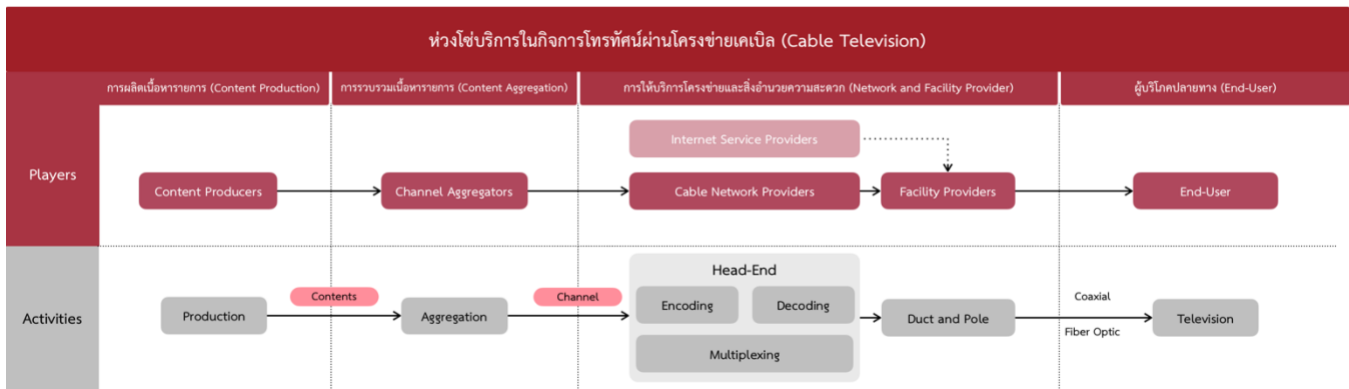 ห่วงโซ่บริการในกิจการโทรทัศน์ผ่านโครงข่ายเคเบิล (Cable Television)
การผลิตเนื้อหารายการ (Content Production)
การรวบรวมเนื้อหารายการ (Content Aggregation)
การให้บริการโครงข่ายและสิ่งอำนวยความสะดวก (Network and Facility Provider)
ผู้บริโภคปลายทาง (End-User)
Players
Internet Service Providers
Content Producers
Channel Aggregators
Cable Network Providers
Facility Providers
End-User
Activities
Production
Contents
Aggregation
Channel
Head-End
Encoding
Decoding
Multiplexing
Duct and Pole
Coaxial
Fiber Optic
Television